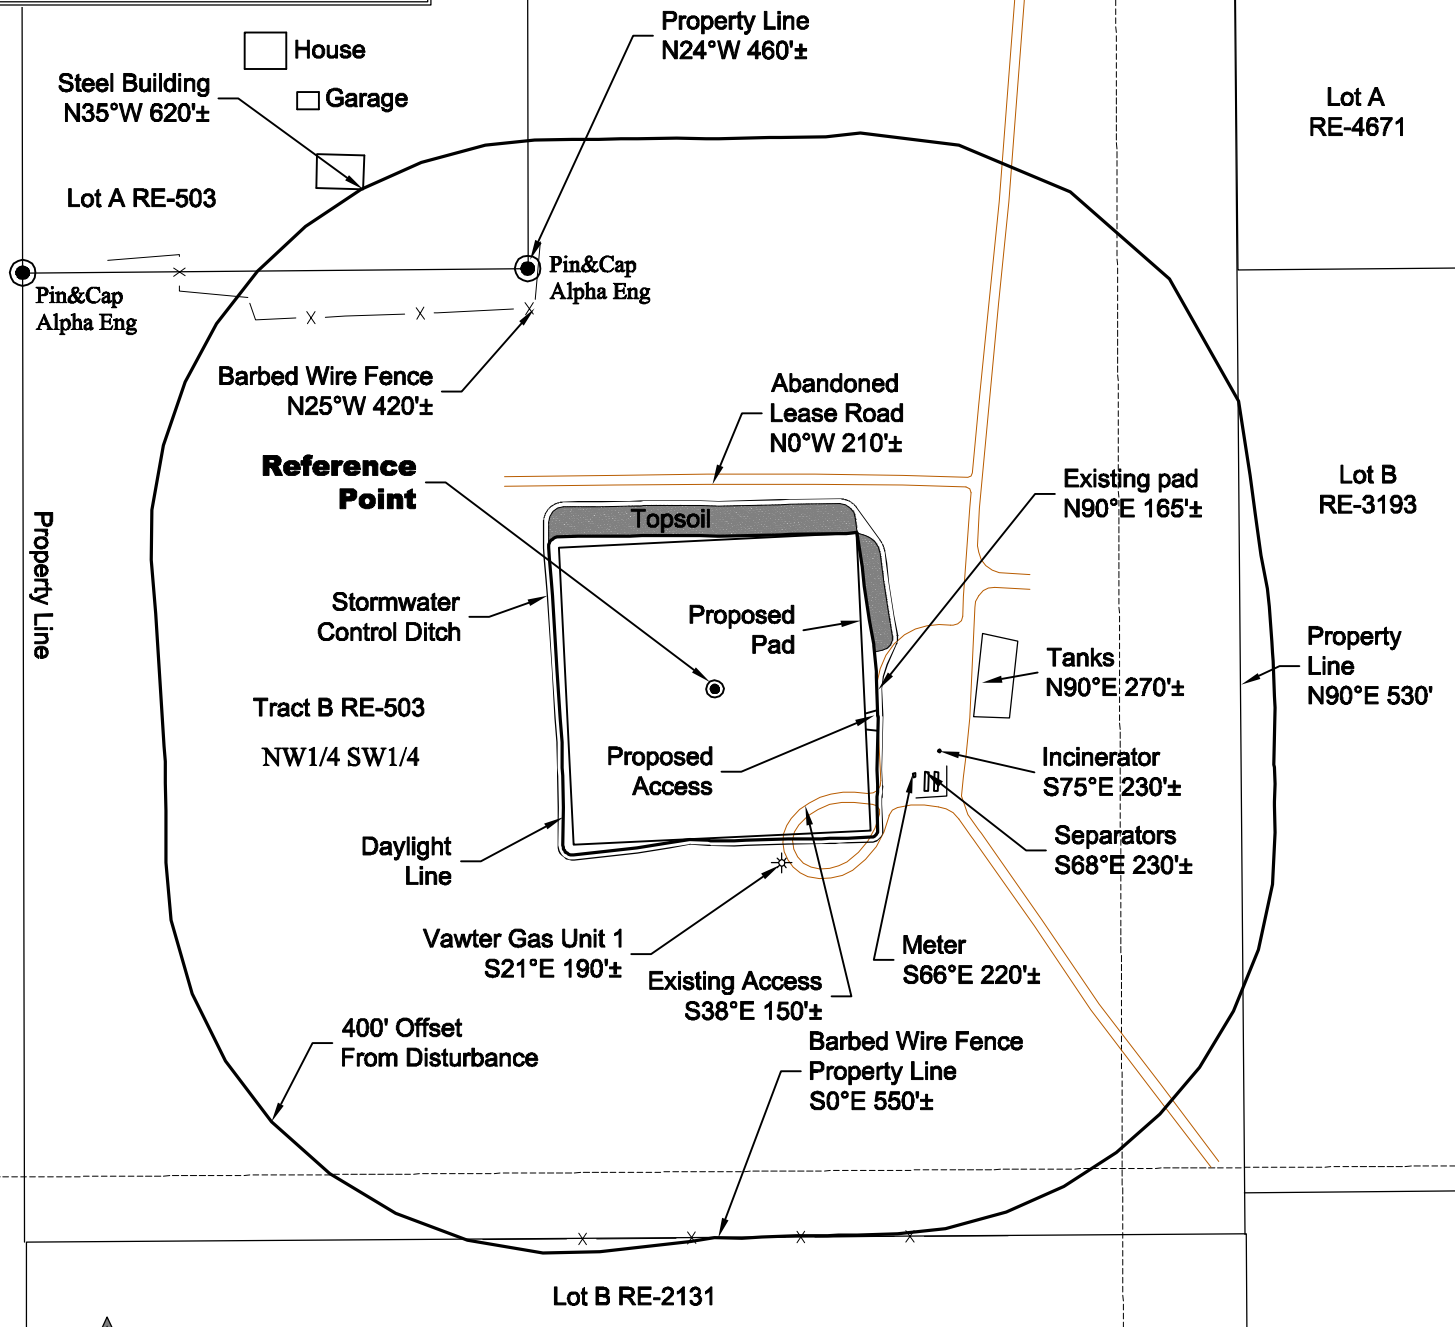 Property Line
N24°W 460'±
House
Steel Building
N35°W 620'±
Garage
Lot A
RE-4671
Lot A RE-503
Pin&Cap
Alpha Eng
Pin&Cap
Alpha Eng
Barbed Wire Fence
N25°W 420'±
Abandoned
Lease Road
N0°W 210'±
Reference
Point
Existing pad
N90°E 165'±
Lot B
RE-3193
Property Line
Topsoil
Stormwater
Control Ditch
Proposed
Pad
Property
Line
N90°E 530'
Tanks
N90°E 270'±
Tract B RE-503
NW1/4 SW1/4
Proposed
Access
Incinerator
S75°E 230'±
Daylight
Line
Separators
S68°E 230'±
Vawter Gas Unit 1
S21°E 190'±
Meter
S66°E 220'±
Existing Access
S38°E 150'±
400' Offset
From Disturbance
Barbed Wire Fence
Property Line
S0°E 550'±
Lot B RE-2131